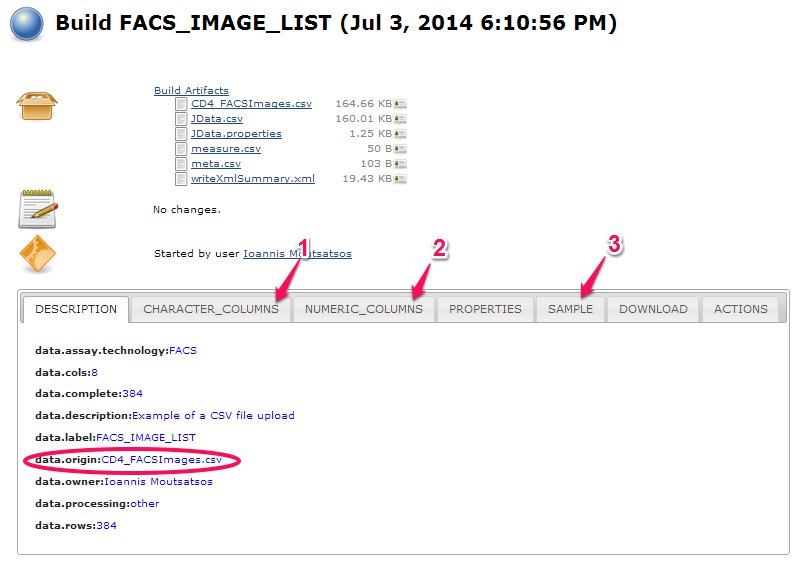 Build FACS_IMAGE_LIST (Jul 3, 2014 6:10:56 PM)
Build Artifacts
CD4_FACSImages.csv 164.66 KB
JData.csv 160.01 KB
JData.properties 1.25 KB
measure.csv 50 B
meta.csv 103 B
writeXmlSummary.xml 19.43 KB
No changes.
1 2 3
Started by user Ioannis Moutsatsos
DESCRIPTION CHARACTER_COLUMNS NUMERIC_COLUMNS PROPERTIES SAMPLE DOWNLOAD ACTIONS
data.assay.technology:FACS
data.cols:8
data.complete:384
data.description:Example of a CSV file upload
data.label:FACS_IMAGE_LIST
data.origin:CD4_FACSImages.csv
data.owner:Ioannis Moutsatsos
data.processing:other
data.rows:384